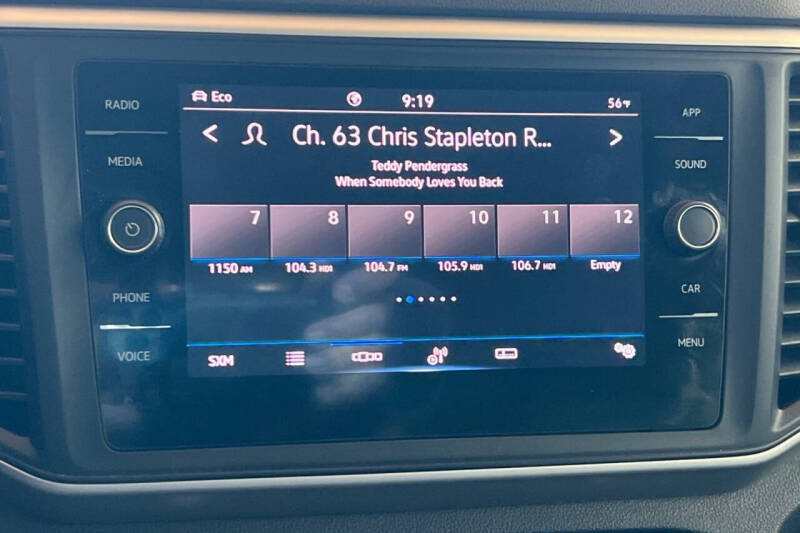 RADIO
MEDIA
PHONE
VOICE
Eco 9:19 56°F
Ch. 63 Chris Stapleton R...
Teddy Pendergrass
When Somebody Loves You Back
7 8 9 10 11 12
1150 AM 104.3 HD1 104.7 FM 105.9 HD1 106.7 HD1 Empty
SXM
APP
SOUND
CAR
MENU